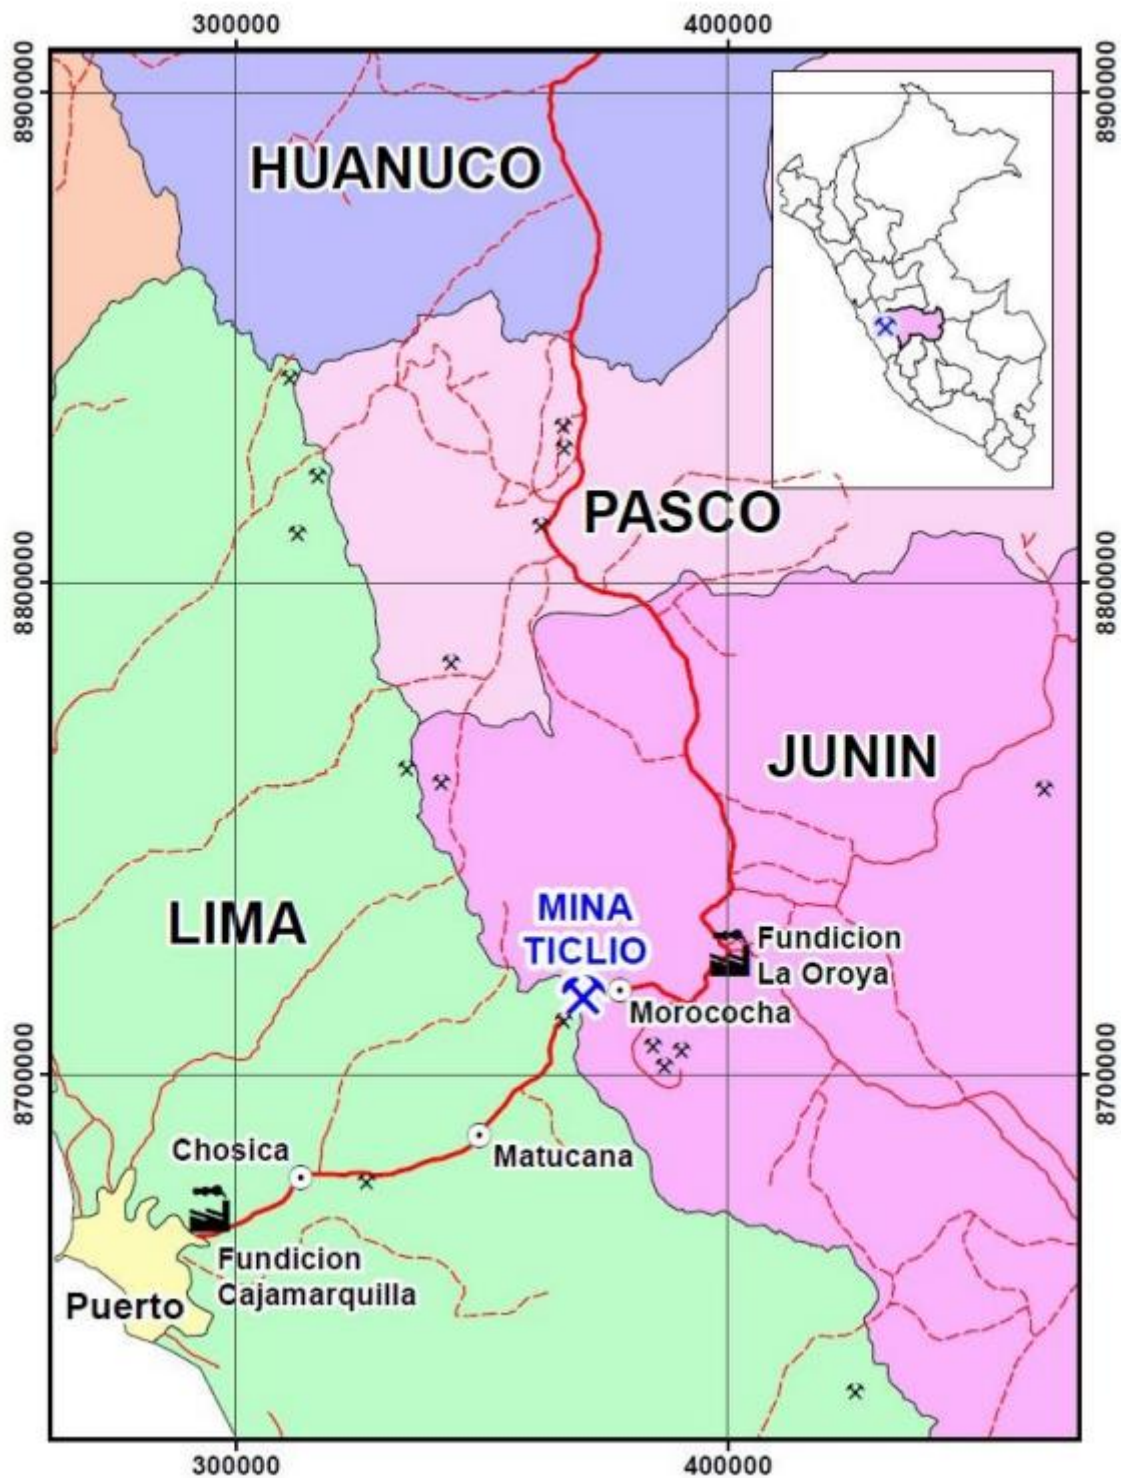 300000
400000
8900000
8900000
HUANUCO
PASCO
8800000
8800000
JUNIN
LIMA
MINA
TICLIO
Fundicion
La Oroya
Morococha
8700000
8700000
Chosica
Matucana
Fundicion
Cajamarquilla
Puerto
300000
400000